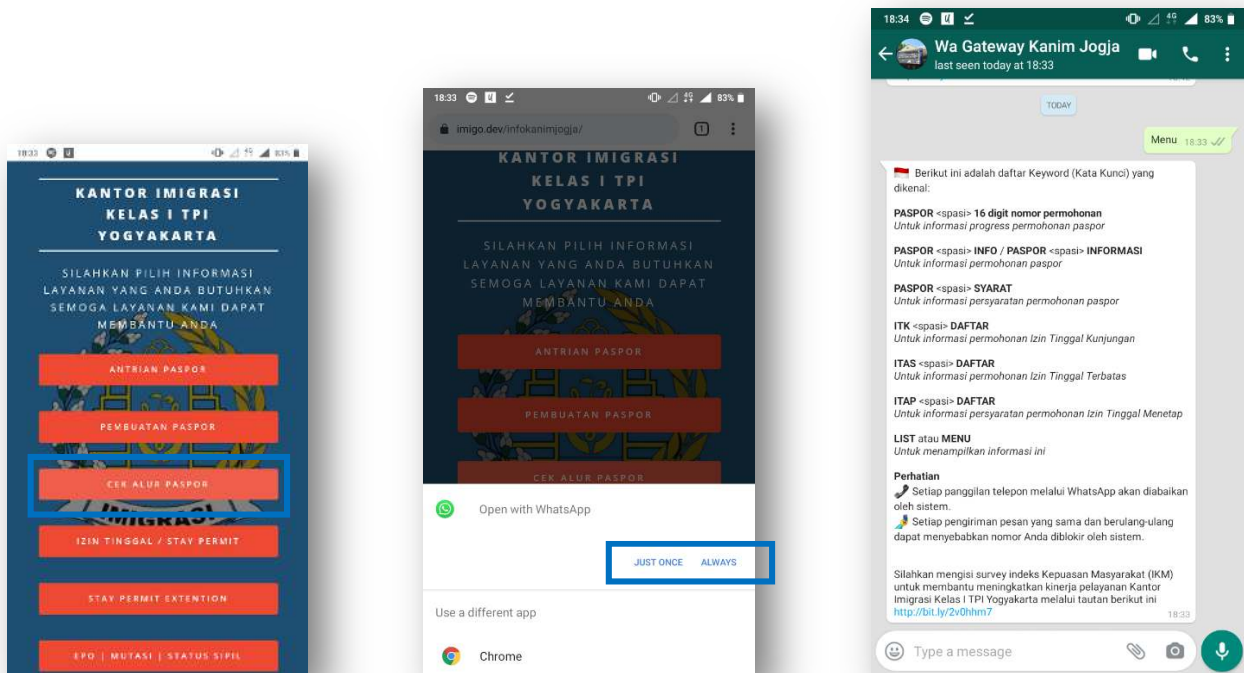 18:33
83%
KANTOR IMIGRASI
KELAS I TPI
YOGYAKARTA
SILAHKAN PILIH INFORMASI
LAYANAN YANG ANDA BUTUHKAN
SEMOGA LAYANAN KAMI DAPAT
MEMBANTU ANDA
ANTRIAN PASPOR
PEMBUATAN PASPOR
CEK ALUR PASPOR
IMIGRASI
IZIN TINGGAL / STAY PERMIT
STAY PERMIT EXTENTION
EPO | MUTASI | STATUS SIPIL
18:33
4G
83%
imigo.dev/infokanimjogja/
1
KANTOR IMIGRASI
KELAS I TPI
YOGYAKARTA
SILAHKAN PILIH INFORMASI
LAYANAN YANG ANDA BUTUHKAN
SEMOGA LAYANAN KAMI DAPAT
MEMBANTU ANDA
ANTRIAN PASPOR
PEMBUATAN PASPOR
CEK ALUR PASPOR
Open with WhatsApp
JUST ONCE ALWAYS
Use a different app
Chrome
18:34
4G
83%
Wa Gateway Kanim Jogja
last seen today at 18:33
TODAY
Menu 18:33
Berikut ini adalah daftar Keyword (Kata Kunci) yang
dikenal:
PASPOR <spasi> 16 digit nomor permohonan
Untuk informasi progress permohonan paspor
PASPOR <spasi> INFO / PASPOR <spasi> INFORMASI
Untuk informasi permohonan paspor
PASPOR <spasi> SYARAT
Untuk informasi persyaratan permohonan paspor
ITK <spasi> DAFTAR
Untuk informasi permohonan Izin Tinggal Kunjungan
ITAS <spasi> DAFTAR
Untuk informasi permohonan Izin Tinggal Terbatas
ITAP <spasi> DAFTAR
Untuk informasi persyaratan permohonan Izin Tinggal Menetap
LIST atau MENU
Untuk menampilkan informasi ini
Perhatian
Setiap panggilan telepon melalui WhatsApp akan diabaikan
oleh sistem.
Setiap pengiriman pesan yang sama dan berulang-ulang
dapat menyebabkan nomor Anda diblokir oleh sistem.
Silahkan mengisi survey indeks Kepuasan Masyarakat (IKM)
untuk membantu meningkatkan kinerja pelayanan Kantor
Imigrasi Kelas I TPI Yogyakarta melalui tautan berikut ini
http://bit.ly/2v0hhm7
18:33
Type a message